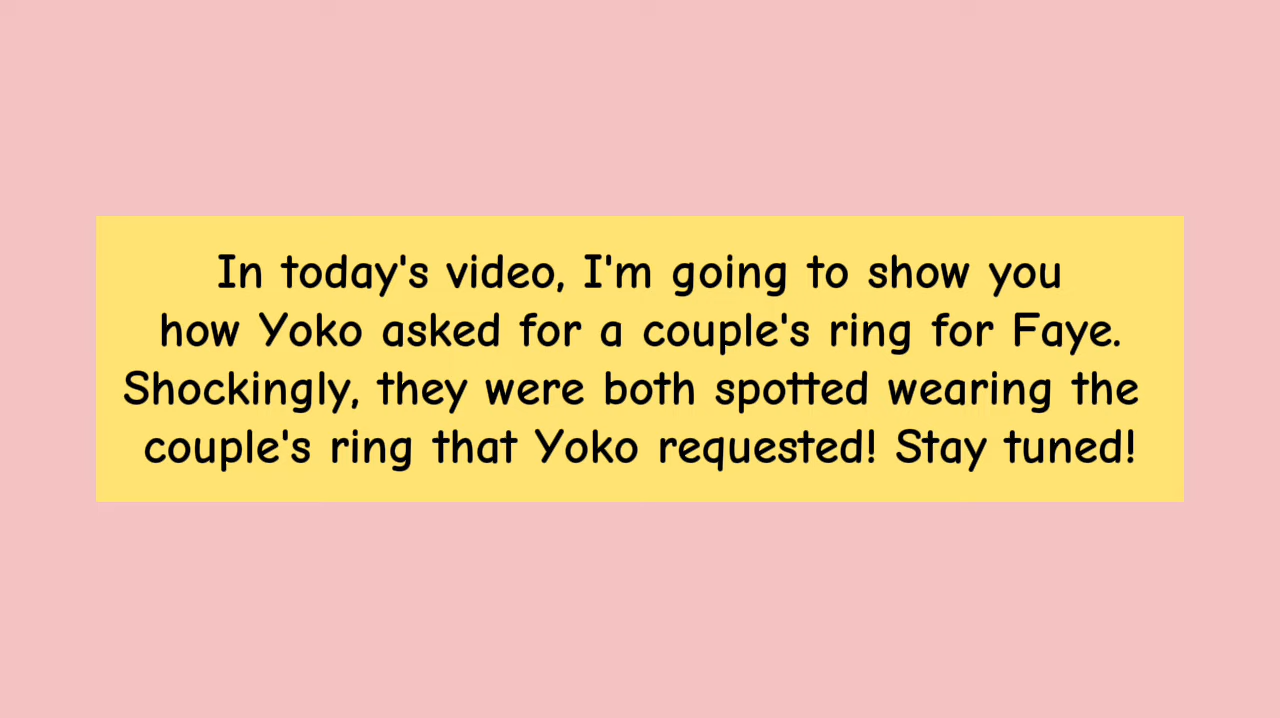 In today's video, I'm going to show you
how Yoko asked for a couple's ring for Faye.
Shockingly, they were both spotted wearing the
couple's ring that Yoko requested! Stay tuned!